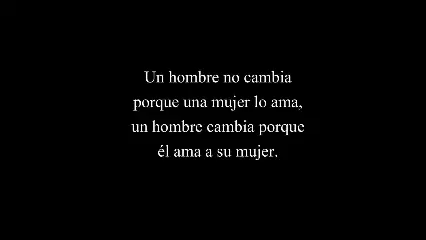 Un hombre no cambia
porque una mujer lo ama,
un hombre cambia porque
él ama a su mujer.